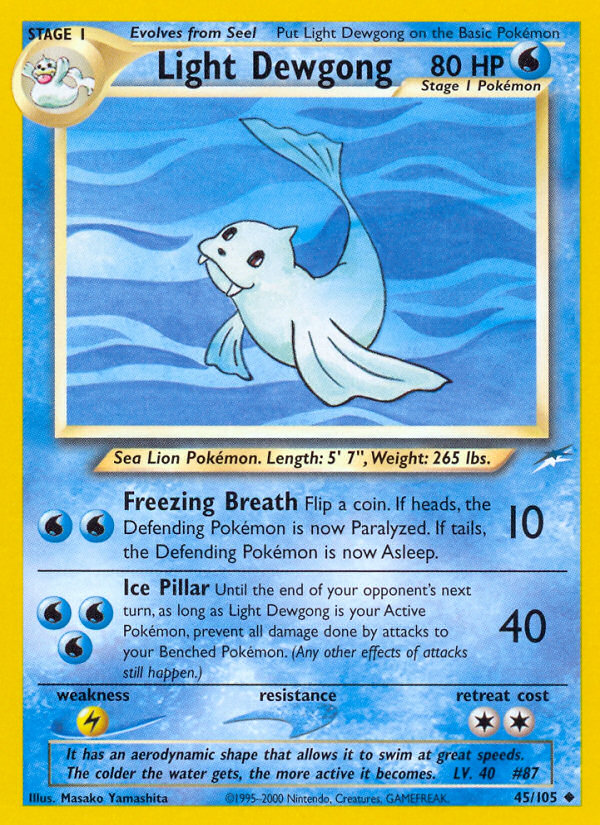 STAGE 1 Evolves from Seel Put Light Dewgong on the Basic Pokémon
Light Dewgong 80 HP
Stage 1 Pokémon
Sea Lion Pokémon. Length: 5' 7", Weight: 265 lbs.
Freezing Breath Flip a coin. If heads, the
Defending Pokémon is now Paralyzed. If tails,
the Defending Pokémon is now Asleep.
10
Ice Pillar Until the end of your opponent's next
turn, as long as Light Dewgong is your Active
Pokémon, prevent all damage done by attacks to
your Benched Pokémon. (Any other effects of attacks
still happen.)
40
weakness resistance retreat cost
It has an aerodynamic shape that allows it to swim at great speeds.
The colder the water gets, the more active it becomes. LV. 40 #87
Illus. Masako Yamashita ©1995-2000 Nintendo, Creatures, GAMEFREAK. 45/105